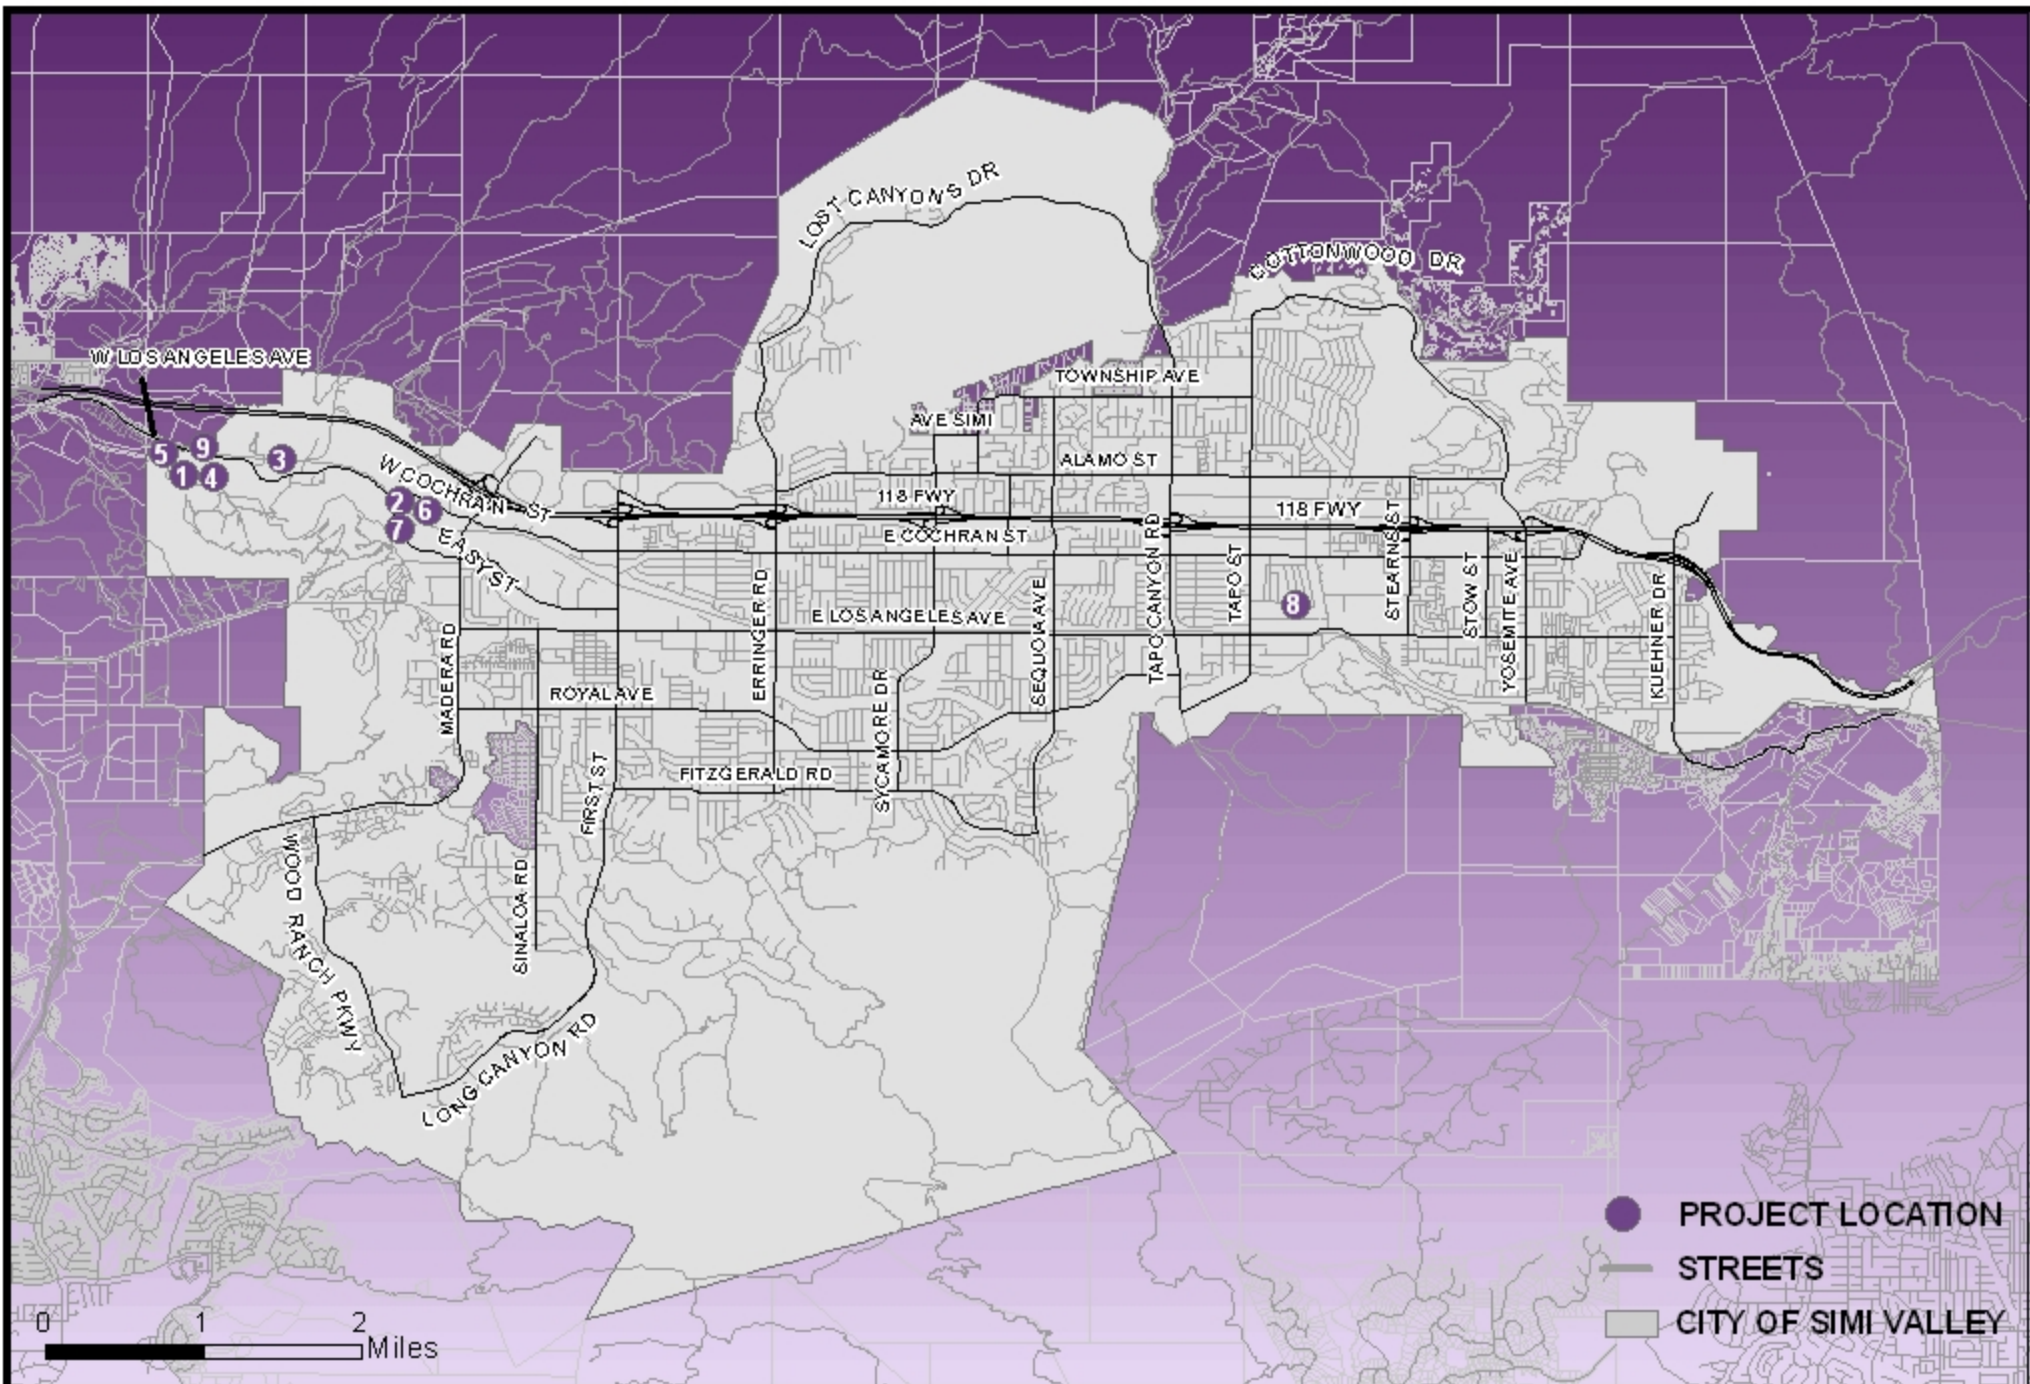 LOST CANYONS DR
COTTONWOOD DR
W LOS ANGELES AVE
TOWNSHIP AVE
AVE SIMI
ALAMO ST
5
9
1
4
3
2
6
7
W COCHRAN ST
118 FWY
118 FWY
E COCHRAN ST
EASY ST
E LOS ANGELES AVE
8
MADERA RD
ERRINGER RD
SEQUOIA AVE
TAPO CANYON RD
TAPO ST
STEARNS ST
STOW ST
YOSEMITE AVE
KUEHNER DR
ROYAL AVE
SYCAMORE DR
FIRST ST
FITZGERALD RD
WOOD RANCH PKWY
SINALOA RD
LONG CANYON RD
PROJECT LOCATION
STREETS
CITY OF SIMI VALLEY
0 1 2
Miles